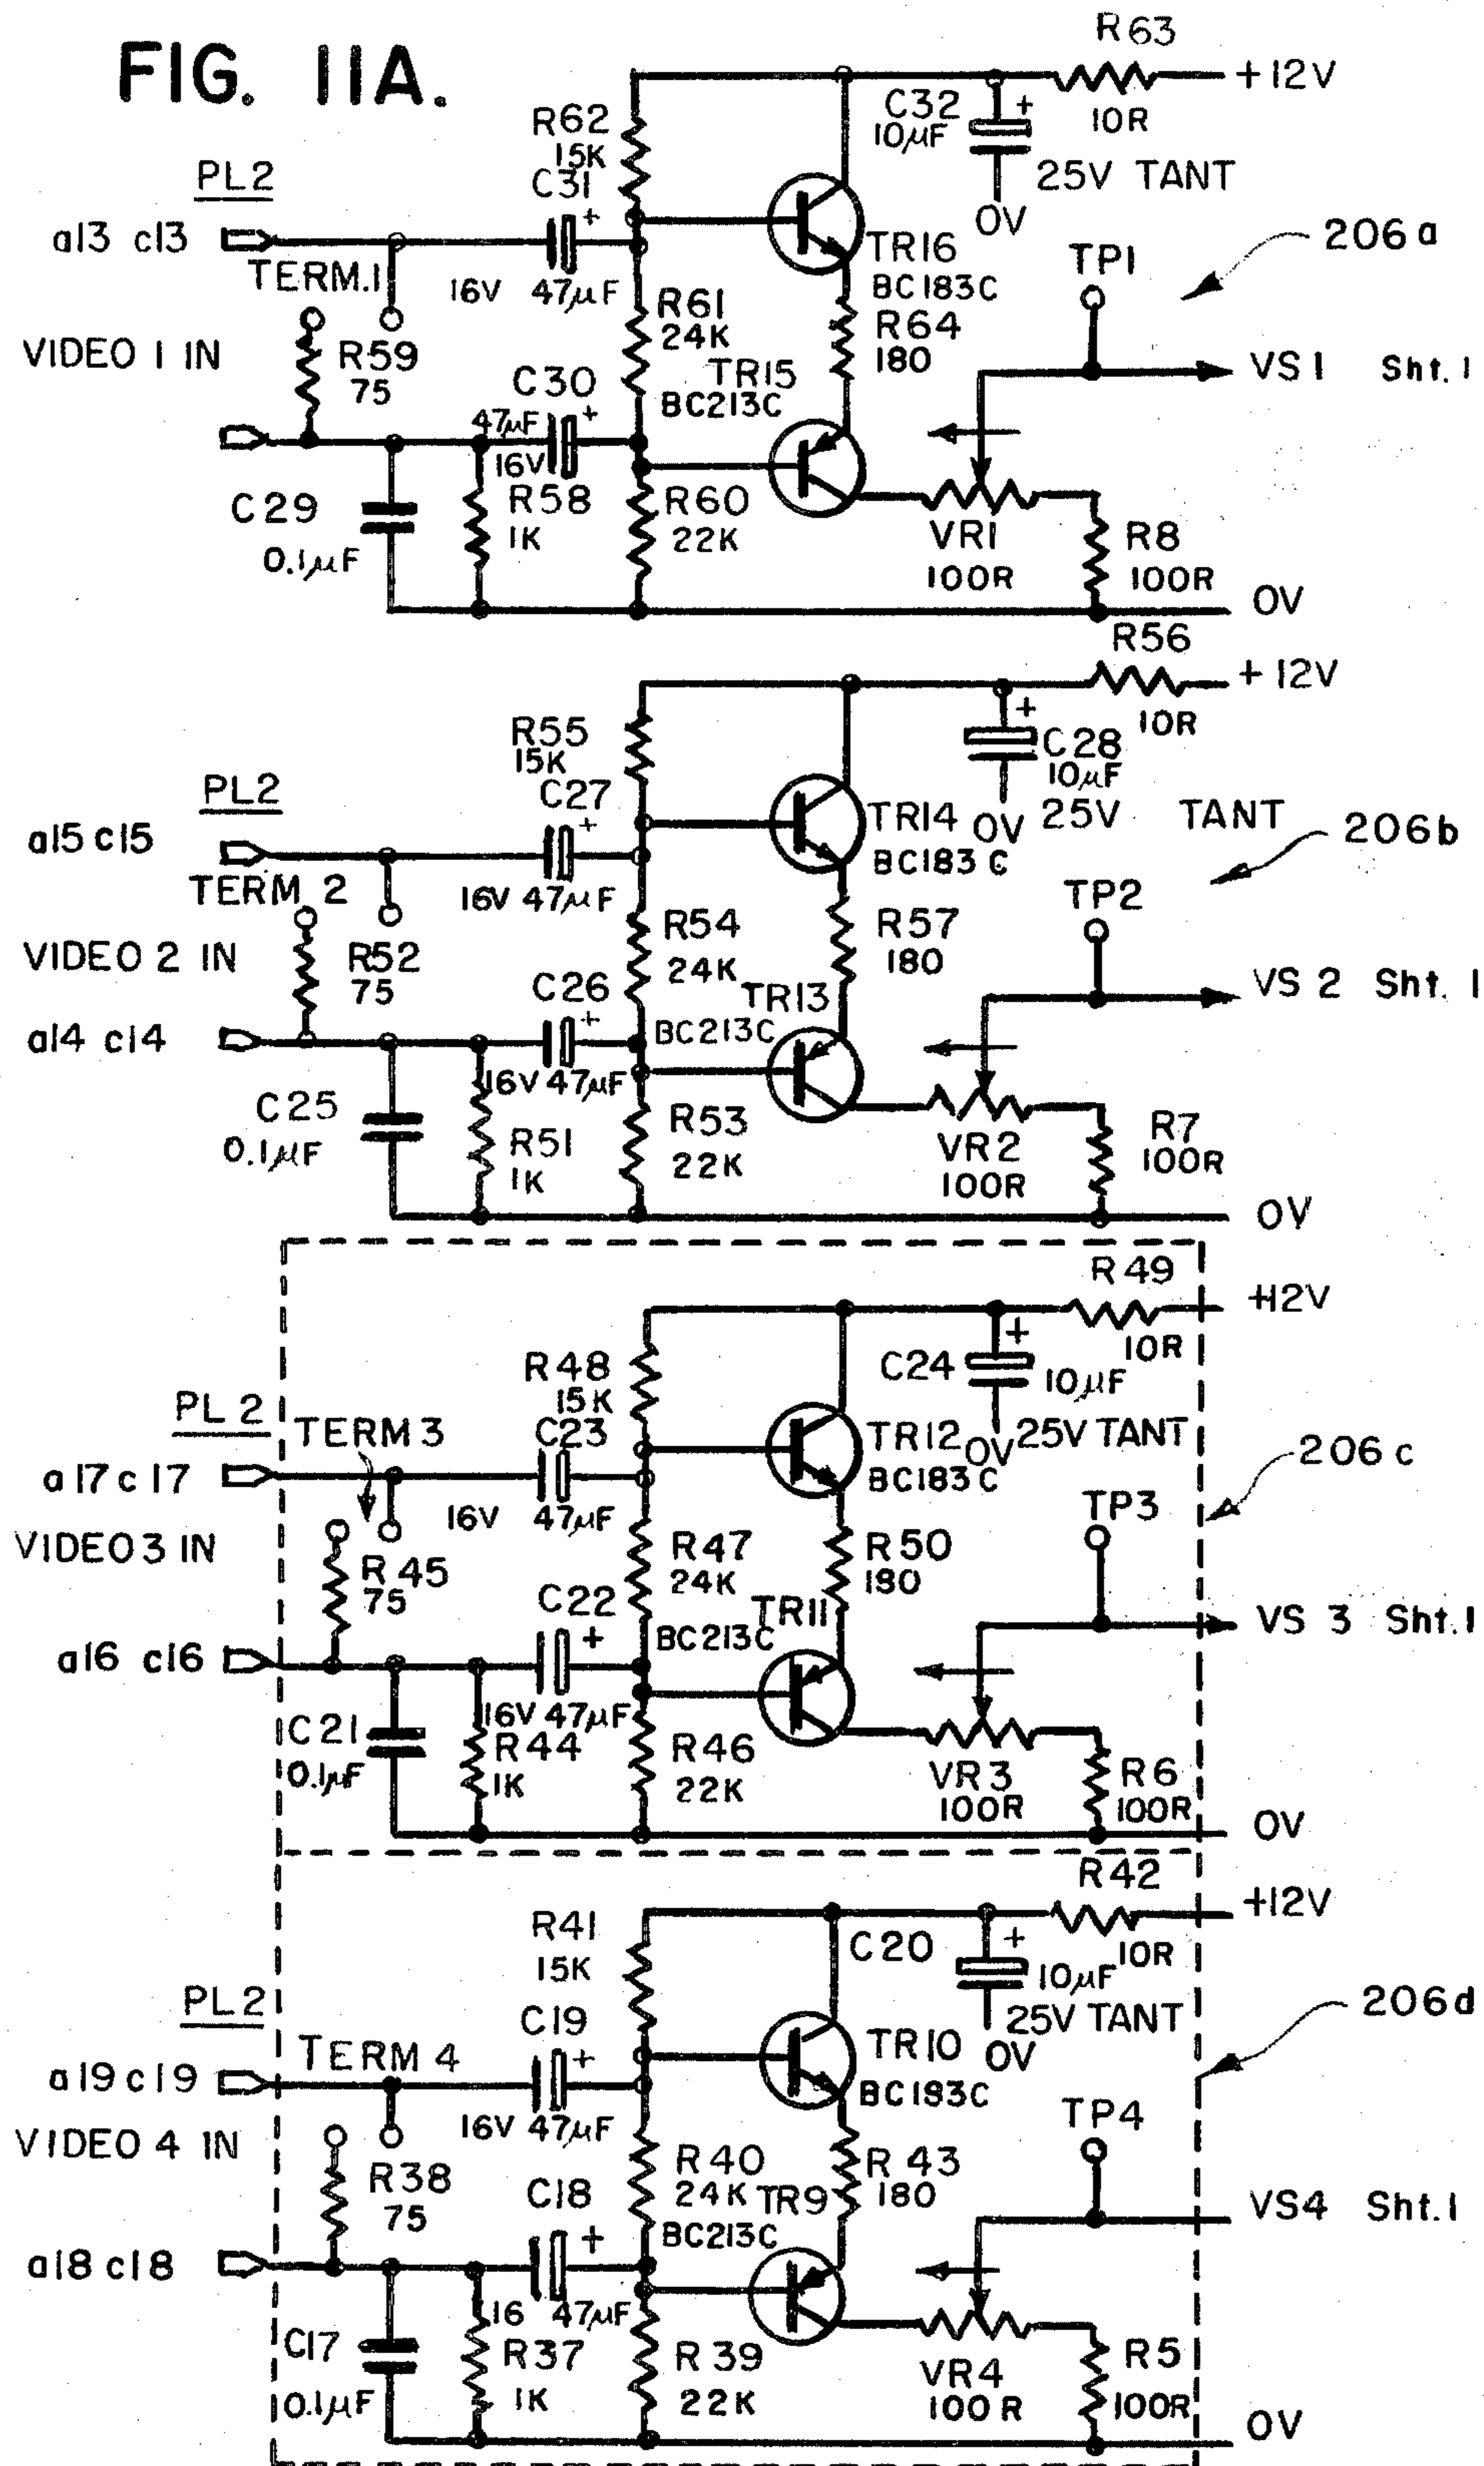 FIG. 11A.
R63
+12V
10R
C32
+
10µF
25V TANT
0V
R62
15K
PL2
C31
+
a13 c13
TERM.1
16V 47µF
TR16
BC183C
206a
TP1
R61
24K
R64
180
VIDEO 1 IN
R59
75
TR15
BC213C
VS1 Sht.1
C30
+
47µF
16V
C29
0.1µF
R58
1K
R60
22K
VR1
100R
R8
100R
0V
R56
+12V
10R
R55
15K
+
C28
10µF
25V TANT
0V
PL2
C27
+
a15 c15
TERM 2
16V 47µF
TR14
BC183C
206b
TP2
R54
24K
R57
180
VIDEO 2 IN
R52
75
C26
+
TR13
BC213C
VS 2 Sht. 1
a14 c14
16V 47µF
C25
0.1µF
R51
1K
R53
22K
VR2
100R
R7
100R
0V
R49
+12V
10R
R48
15K
C24
+
10µF
25V TANT
0V
PL 2
TERM 3
C23
a17 c17
16V 47µF
TR12
BC183C
206c
TP3
VIDEO 3 IN
R45
75
R47
24K
R50
180
C22
+
TR11
BC213C
VS 3 Sht.1
a16 c16
16V 47µF
C21
0.1µF
R44
1K
R46
22K
VR3
100R
R6
100R
0V
R42
+12V
10R
R41
15K
C20
+
10µF
25V TANT
0V
PL2
C19
+
a19 c19
TERM 4
16V 47µF
TR10
BC183C
206d
TP4
VIDEO 4 IN
R38
75
R40
24K
R43
180
C18
+
TR9
BC213C
VS4 Sht.1
a18 c18
16 47µF
C17
0.1µF
R37
1K
R39
22K
VR4
100R
R5
100R
0V